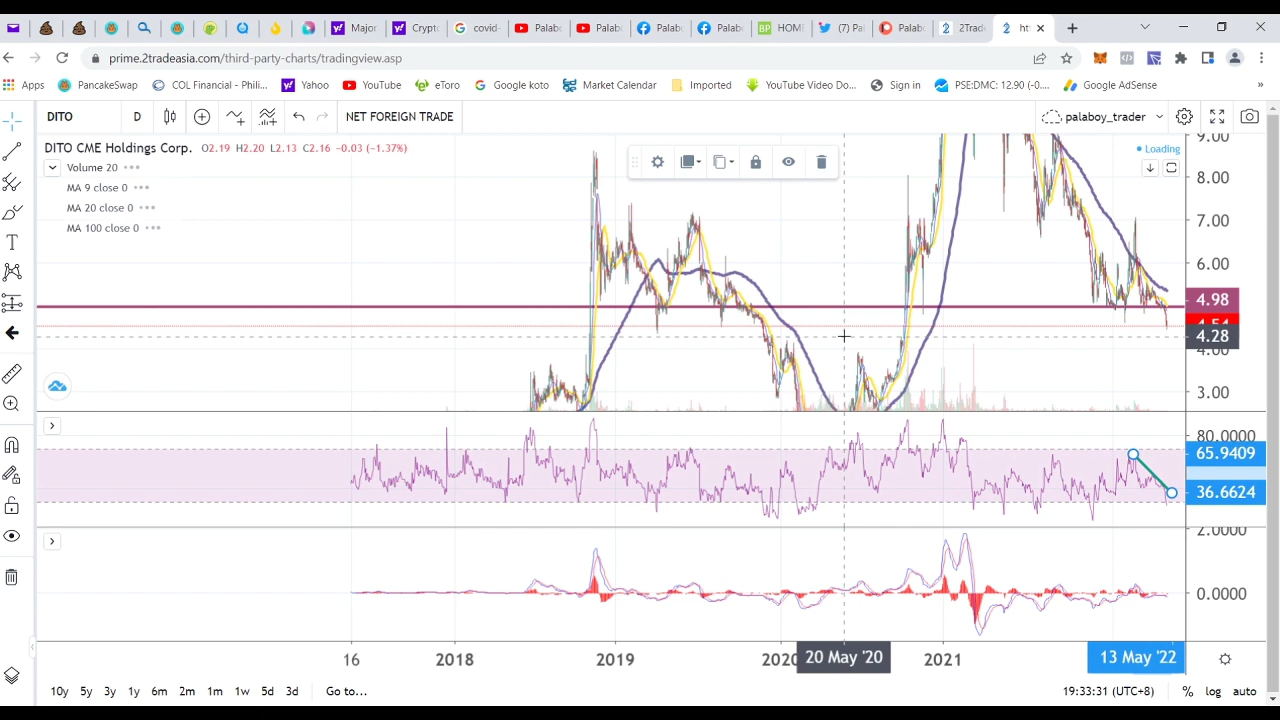 Major
Crypt
covid-
Palab
Palab
Palab
Palab
HOMI
(7) Pa
Palab
2Trad
ht
prime.2tradeasia.com/third-party-charts/tradingview.asp
Apps PancakeSwap COL Financial - Phili... Yahoo YouTube eToro Google koto Market Calendar Imported YouTube Video Do... Sign in PSE:DMC: 12.90 (-0.... Google AdSense »
DITO D NET FOREIGN TRADE palaboy_trader
DITO CME Holdings Corp. O2.19 H2.20 L2.13 C2.19 −0.03 (−1.37%)
Loading
Volume 20
MA 9 close 0
MA 20 close 0
MA 100 close 0
9.00
8.00
7.00
6.00
4.98
4.54
4.28
4.00
3.00
80.0000
65.9409
36.6624
2.0000
0.0000
16 2018 2019 2020 20 May '20 2021 13 May '22
10y 5y 3y 1y 6m 2m 1m 1w 5d 3d Go to... 19:33:31 (UTC+8) % log auto